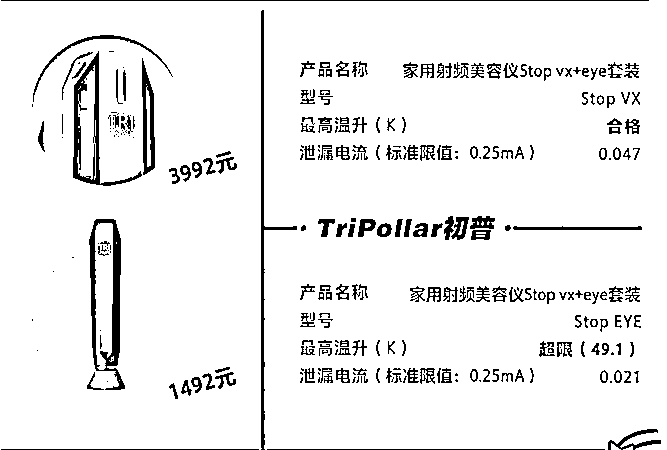 TRI
3992元
产品名称 家用射频美容仪Stop vx+eye套装
型号 Stop VX
最高温升（K） 合格
泄漏电流（标准限值：0.25mA） 0.047
TriPollar初普
TRI
1492元
产品名称 家用射频美容仪Stop vx+eye套装
型号 Stop EYE
最高温升（K） 超限（49.1）
泄漏电流（标准限值：0.25mA） 0.021